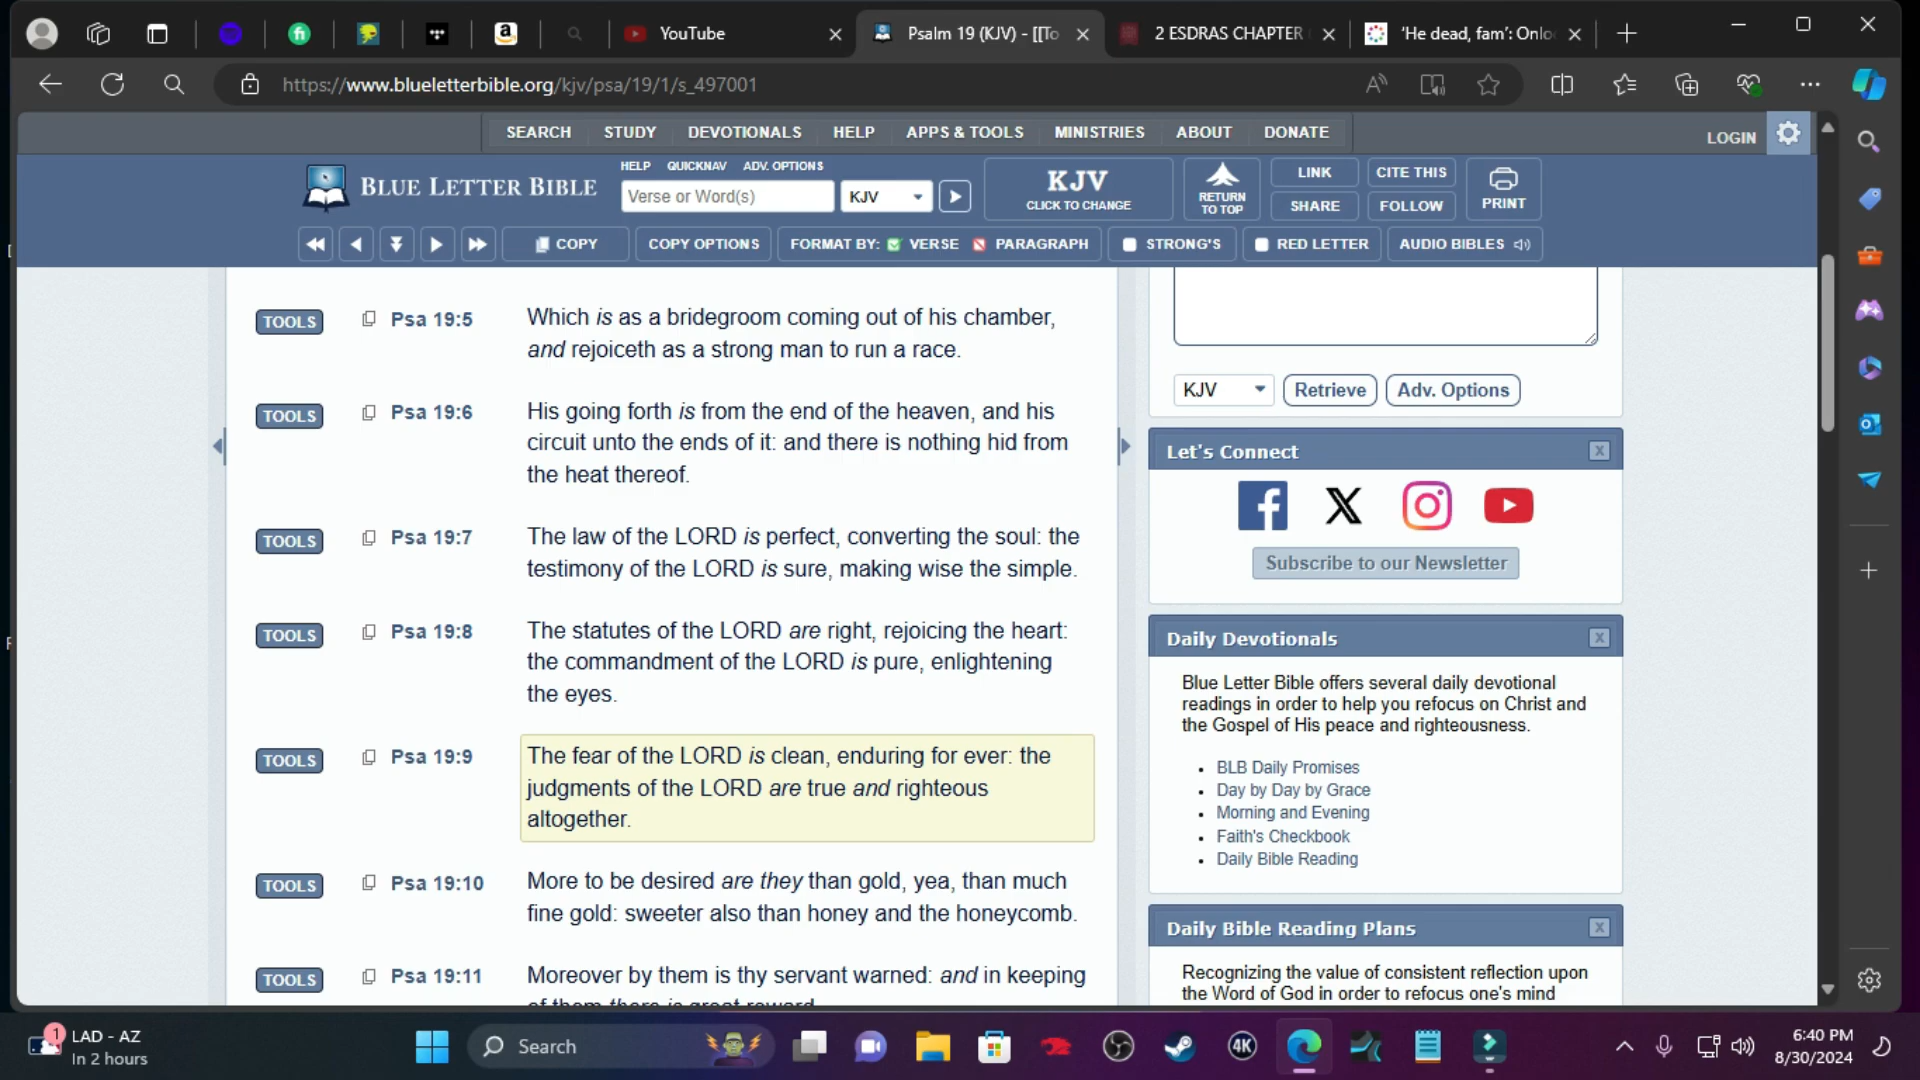 YouTube
Psalm 19 (KJV) - [[To
2 ESDRAS CHAPTER
'He dead, fam': Onlo
https://www.blueletterbible.org/kjv/psa/19/1/s_497001
SEARCH STUDY DEVOTIONALS HELP APPS & TOOLS MINISTRIES ABOUT DONATE
LOGIN
BLUE LETTER BIBLE
HELP QUICKNAV ADV. OPTIONS
Verse or Word(s)
KJV
KJV
CLICK TO CHANGE
RETURN
TO TOP
LINK
CITE THIS
SHARE
FOLLOW
PRINT
COPY
COPY OPTIONS
FORMAT BY: VERSE PARAGRAPH
STRONG'S
RED LETTER
AUDIO BIBLES
TOOLS Psa 19:5 Which is as a bridegroom coming out of his chamber,
and rejoiceth as a strong man to run a race.
TOOLS Psa 19:6 His going forth is from the end of the heaven, and his
circuit unto the ends of it: and there is nothing hid from
the heat thereof.
TOOLS Psa 19:7 The law of the LORD is perfect, converting the soul: the
testimony of the LORD is sure, making wise the simple.
TOOLS Psa 19:8 The statutes of the LORD are right, rejoicing the heart:
the commandment of the LORD is pure, enlightening
the eyes.
TOOLS Psa 19:9 The fear of the LORD is clean, enduring for ever: the
judgments of the LORD are true and righteous
altogether.
TOOLS Psa 19:10 More to be desired are they than gold, yea, than much
fine gold: sweeter also than honey and the honeycomb.
TOOLS Psa 19:11 Moreover by them is thy servant warned: and in keeping
of them there is great reward.
KJV
Retrieve
Adv. Options
Let's Connect
Subscribe to our Newsletter
Daily Devotionals
Blue Letter Bible offers several daily devotional
readings in order to help you refocus on Christ and
the Gospel of His peace and righteousness.
BLB Daily Promises
Day by Day by Grace
Morning and Evening
Faith's Checkbook
Daily Bible Reading
Daily Bible Reading Plans
Recognizing the value of consistent reflection upon
the Word of God in order to refocus one's mind
1
LAD - AZ
In 2 hours
Search
4K
6:40 PM
8/30/2024